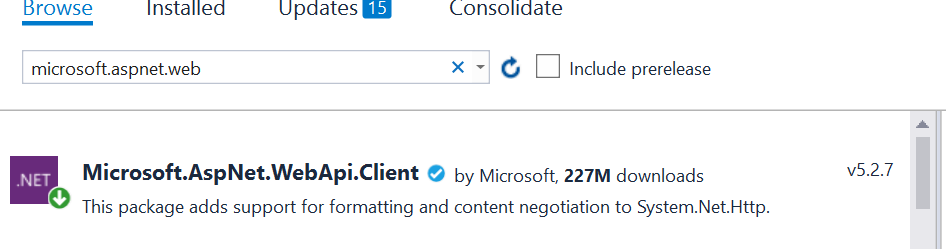 Browse Installed Updates 15 Consolidate
microsoft.aspnet.web Include prerelease
.NET Microsoft.AspNet.WebApi.Client by Microsoft, 227M downloads v5.2.7
This package adds support for formatting and content negotiation to System.Net.Http.